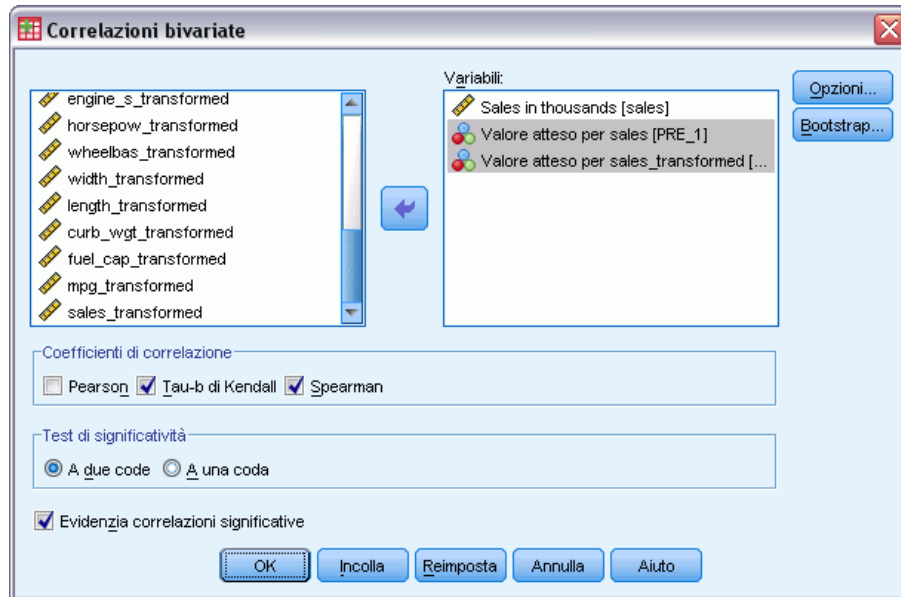 Correlazioni bivariate
engine_s_transformed
horsepow_transformed
wheelbas_transformed
width_transformed
length_transformed
curb_wgt_transformed
fuel_cap_transformed
mpg_transformed
sales_transformed
Variabili:
Sales in thousands [sales]
Valore atteso per sales [PRE_1]
Valore atteso per sales_transformed [...
Opzioni...
Bootstrap...
Coefficienti di correlazione
Pearson Tau-b di Kendall Spearman
Test di significatività
A due code A una coda
Evidenzia correlazioni significative
OK Incolla Reimposta Annulla Aiuto